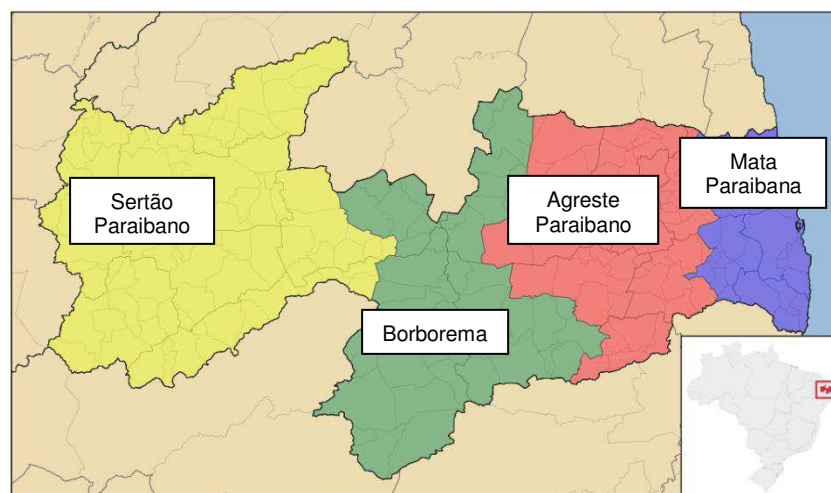 Sertão
Paraibano
Borborema
Agreste
Paraibano
Mata
Paraibana